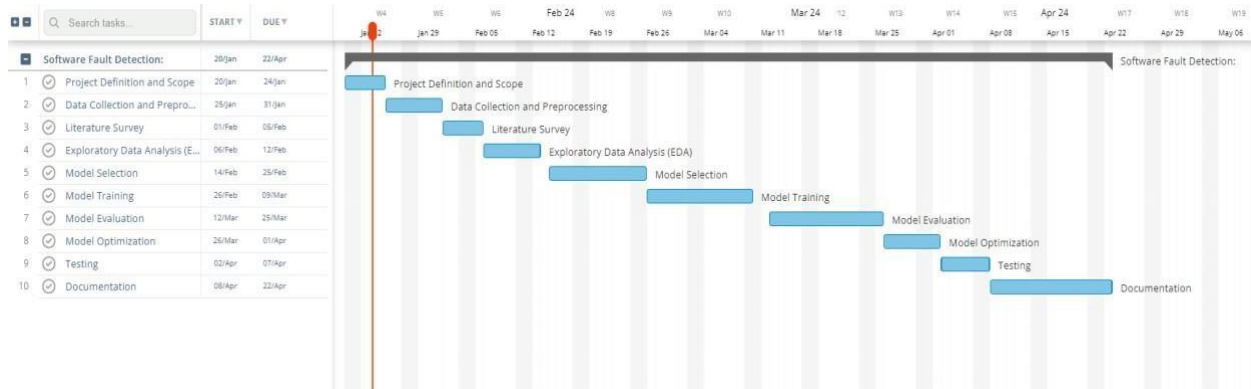 W4 W5 W6 Feb 24 W8 W9 W10 Mar 24 12 W13 W14 W15 Apr 24 W17 W18 W19
Search tasks... START DUE Jan 29 Feb 05 Feb 12 Feb 19 Feb 26 Mar 04 Mar 11 Mar 18 Mar 25 Apr 01 Apr 08 Apr 15 Apr 22 Apr 29 May 06
Software Fault Detection: 20/Jan 22/Apr Software Fault Detection:
1 Project Definition and Scope 20/Jan 24/Jan Project Definition and Scope
2 Data Collection and Prepro... 25/Jan 31/Jan Data Collection and Preprocessing
3 Literature Survey 01/Feb 05/Feb Literature Survey
4 Exploratory Data Analysis (E... 06/Feb 12/Feb Exploratory Data Analysis (EDA)
5 Model Selection 14/Feb 25/Feb Model Selection
6 Model Training 26/Feb 09/Mar Model Training
7 Model Evaluation 12/Mar 25/Mar Model Evaluation
8 Model Optimization 26/Mar 01/Apr Model Optimization
9 Testing 02/Apr 07/Apr Testing
10 Documentation 08/Apr 22/Apr Documentation